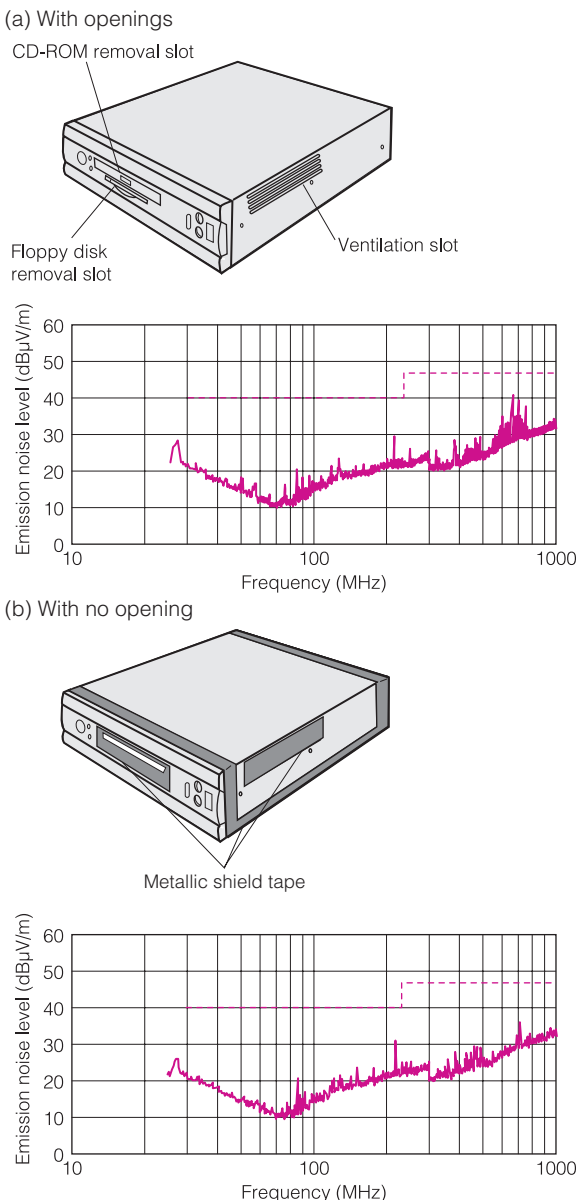 (a) With openings
CD-ROM removal slot
Floppy disk
removal slot
Ventilation slot
Emission noise level (dBµV/m)
60
50
40
30
20
10
0
10
100
1000
Frequency (MHz)
(b) With no opening
Metallic shield tape
Emission noise level (dBµV/m)
60
50
40
30
20
10
0
10
100
1000
Frequency (MHz)